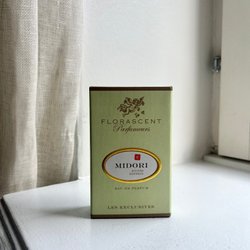 FLORASCENT
Parfumeurs
MIDORI
EAU DE PARFUM
LES EXCLUSIVES